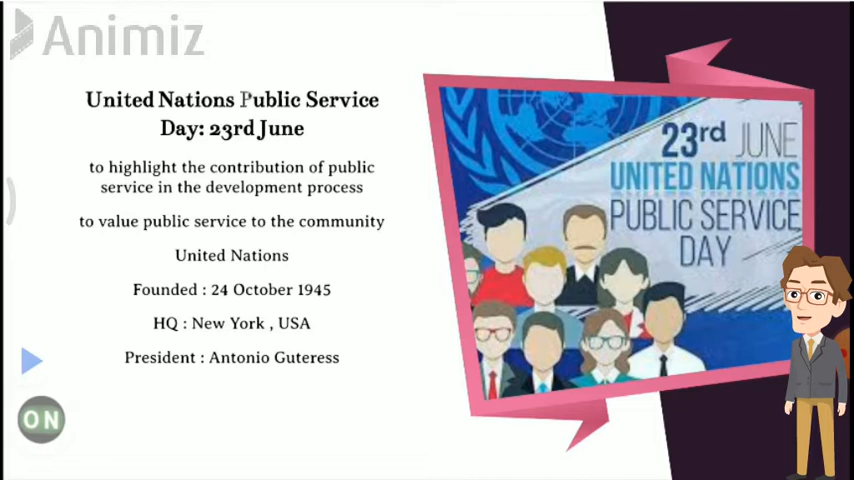 Animiz
United Nations Public Service
Day: 23rd June
to highlight the contribution of public
service in the development process
to value public service to the community
United Nations
Founded : 24 October 1945
HQ : New York , USA
President : Antonio Guteress
ON
23rd JUNE
UNITED NATIONS
PUBLIC SERVICE
DAY